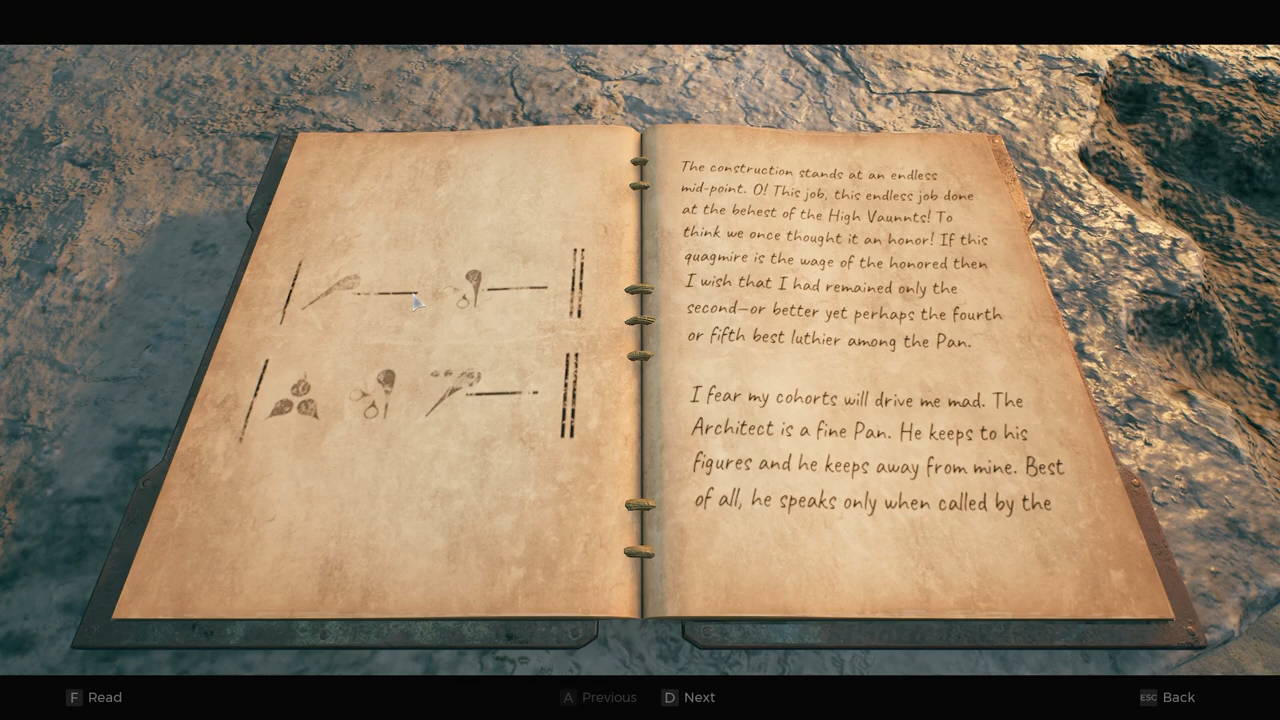 The construction stands at an endless
mid-point. O! This job, this endless job done
at the behest of the High Vaunnts! To
think we once thought it an honor! If this
quagmire is the wage of the honored then
I wish that I had remained only the
second—or better yet perhaps the fourth
or fifth best luthier among the Pan.
I fear my cohorts will drive me mad. The
Architect is a fine Pan. He keeps to his
figures and he keeps away from mine. Best
of all, he speaks only when called by the
F Read
A Previous
D Next
ESC Back